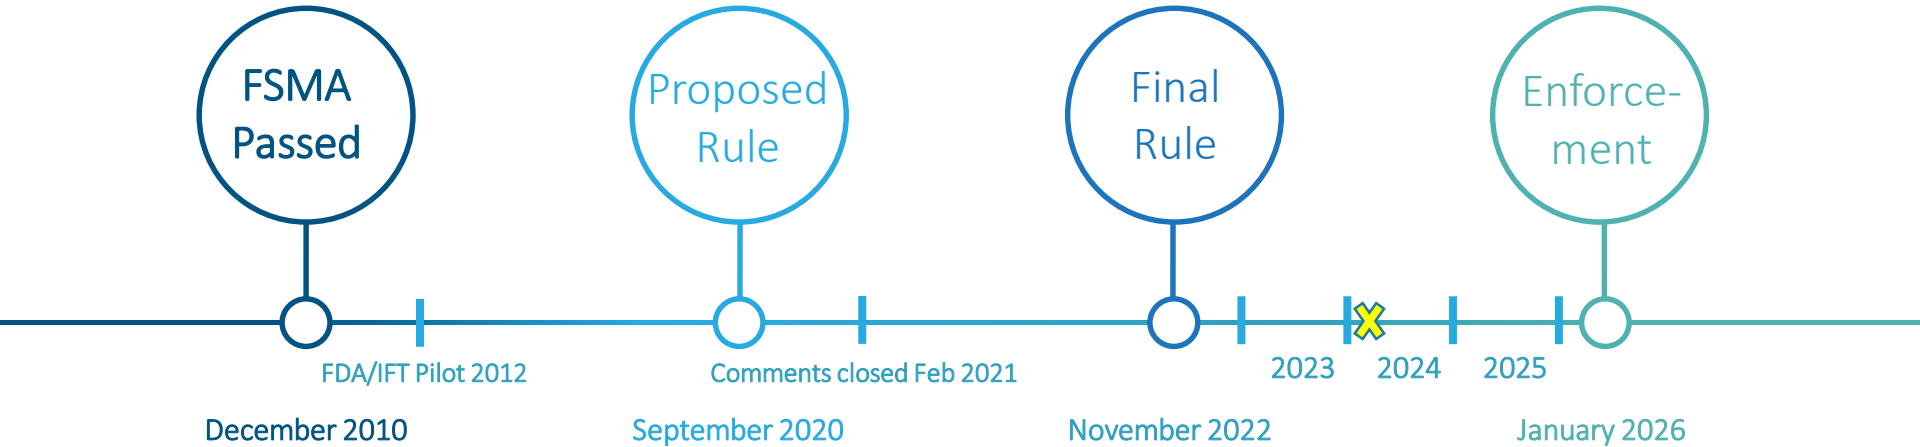 FSMA
Passed
Proposed
Rule
Final
Rule
Enforce-
ment
FDA/IFT Pilot 2012
Comments closed Feb 2021
2023
2024
2025
December 2010
September 2020
November 2022
January 2026